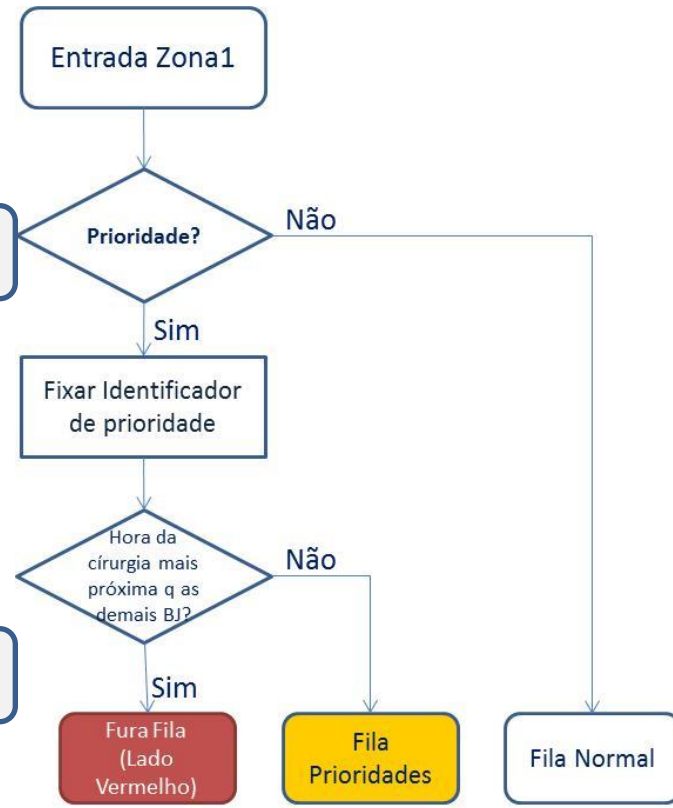 Entrada Zona1
Prioridade?
Não
Sim
Fixar Identificador
de prioridade
Hora da
círurgia mais
próxima q as
demais BJ?
Não
Sim
Fura Fila
(Lado
Vermelho)
Fila
Prioridades
Fila Normal